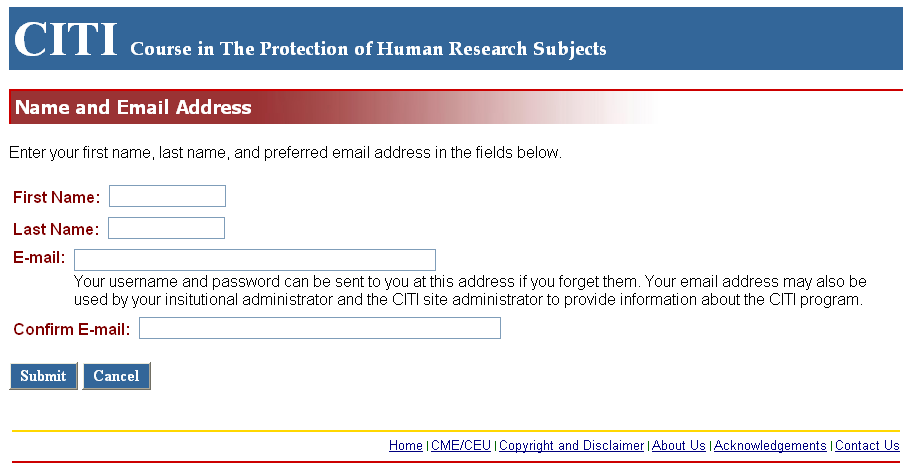 CITI Course in The Protection of Human Research Subjects
Name and Email Address
Enter your first name, last name, and preferred email address in the fields below.
First Name:
Last Name:
E-mail:
Your username and password can be sent to you at this address if you forget them. Your email address may also be
used by your insitutional administrator and the CITI site administrator to provide information about the CITI program.
Confirm E-mail:
Submit Cancel
Home | CME/CEU | Copyright and Disclaimer | About Us | Acknowledgements | Contact Us